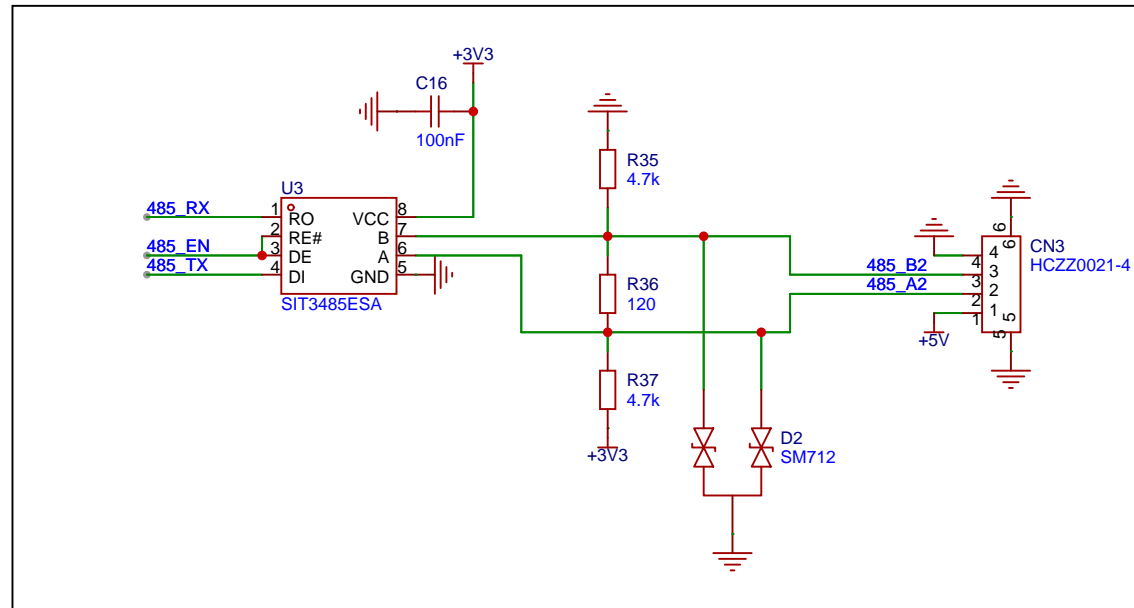 +3V3
C16
100nF
R35
4.7k
U3
485_RX
1
RO
VCC
8
2
RE#
B
7
485_EN
3
DE
A
6
485_TX
4
DI
GND
5
SIT3485ESA
R36
120
R37
4.7k
+3V3
D2
SM712
6
6
CN3
HCZZ0021-4
4
4
485_B2
3
3
485_A2
2
2
1
1
5
5
+5V